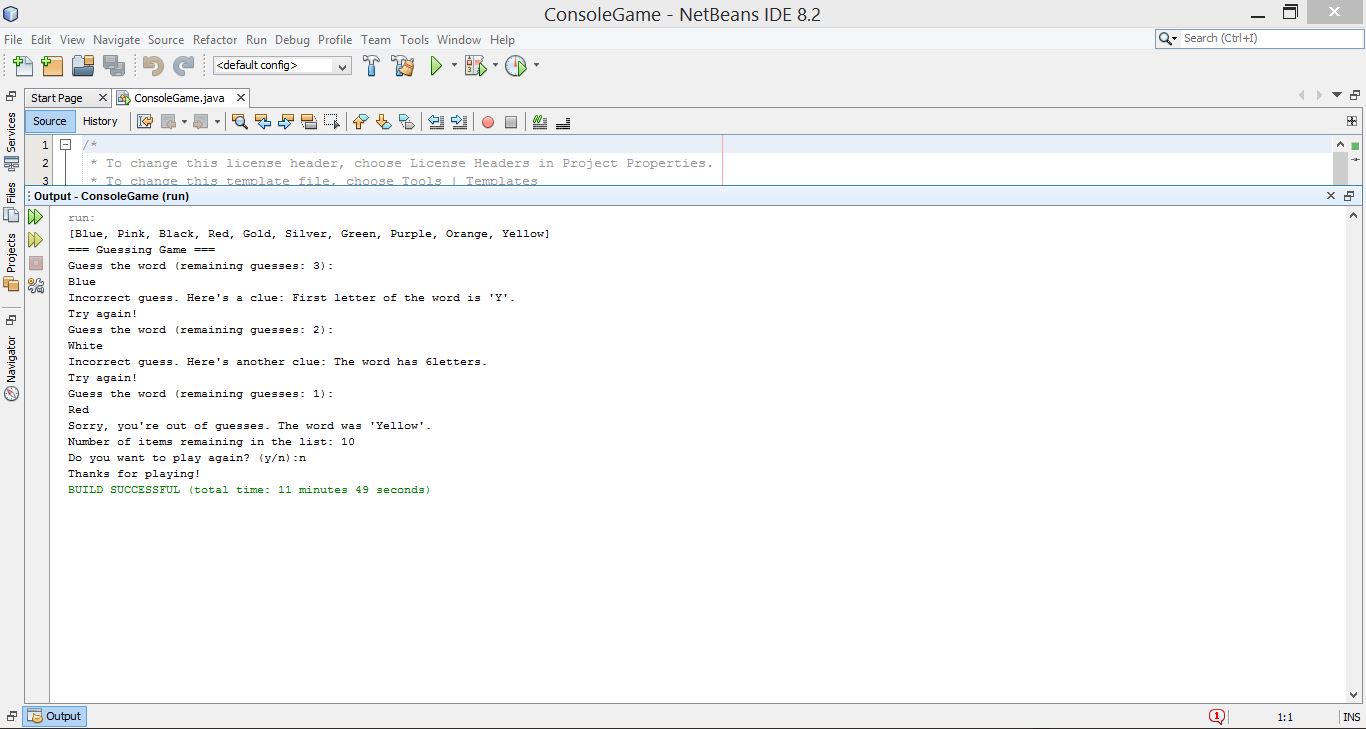 ConsoleGame - NetBeans IDE 8.2
File Edit View Navigate Source Refactor Run Debug Profile Team Tools Window Help
Search (Ctrl+I)
<default config>
Start Page ConsoleGame.java
Source History
1 /*
2 * To change this license header, choose License Headers in Project Properties.
3 * To change this template file, choose Tools | Templates
Services
Files
Projects
Navigator
Output - ConsoleGame (run)
run:
[Blue, Pink, Black, Red, Gold, Silver, Green, Purple, Orange, Yellow]
=== Guessing Game ===
Guess the word (remaining guesses: 3):
Blue
Incorrect guess. Here's a clue: First letter of the word is 'Y'.
Try again!
Guess the word (remaining guesses: 2):
White
Incorrect guess. Here's another clue: The word has 6letters.
Try again!
Guess the word (remaining guesses: 1):
Red
Sorry, you're out of guesses. The word was 'Yellow'.
Number of items remaining in the list: 10
Do you want to play again? (y/n):n
Thanks for playing!
BUILD SUCCESSFUL (total time: 11 minutes 49 seconds)
Output
1 1:1 INS